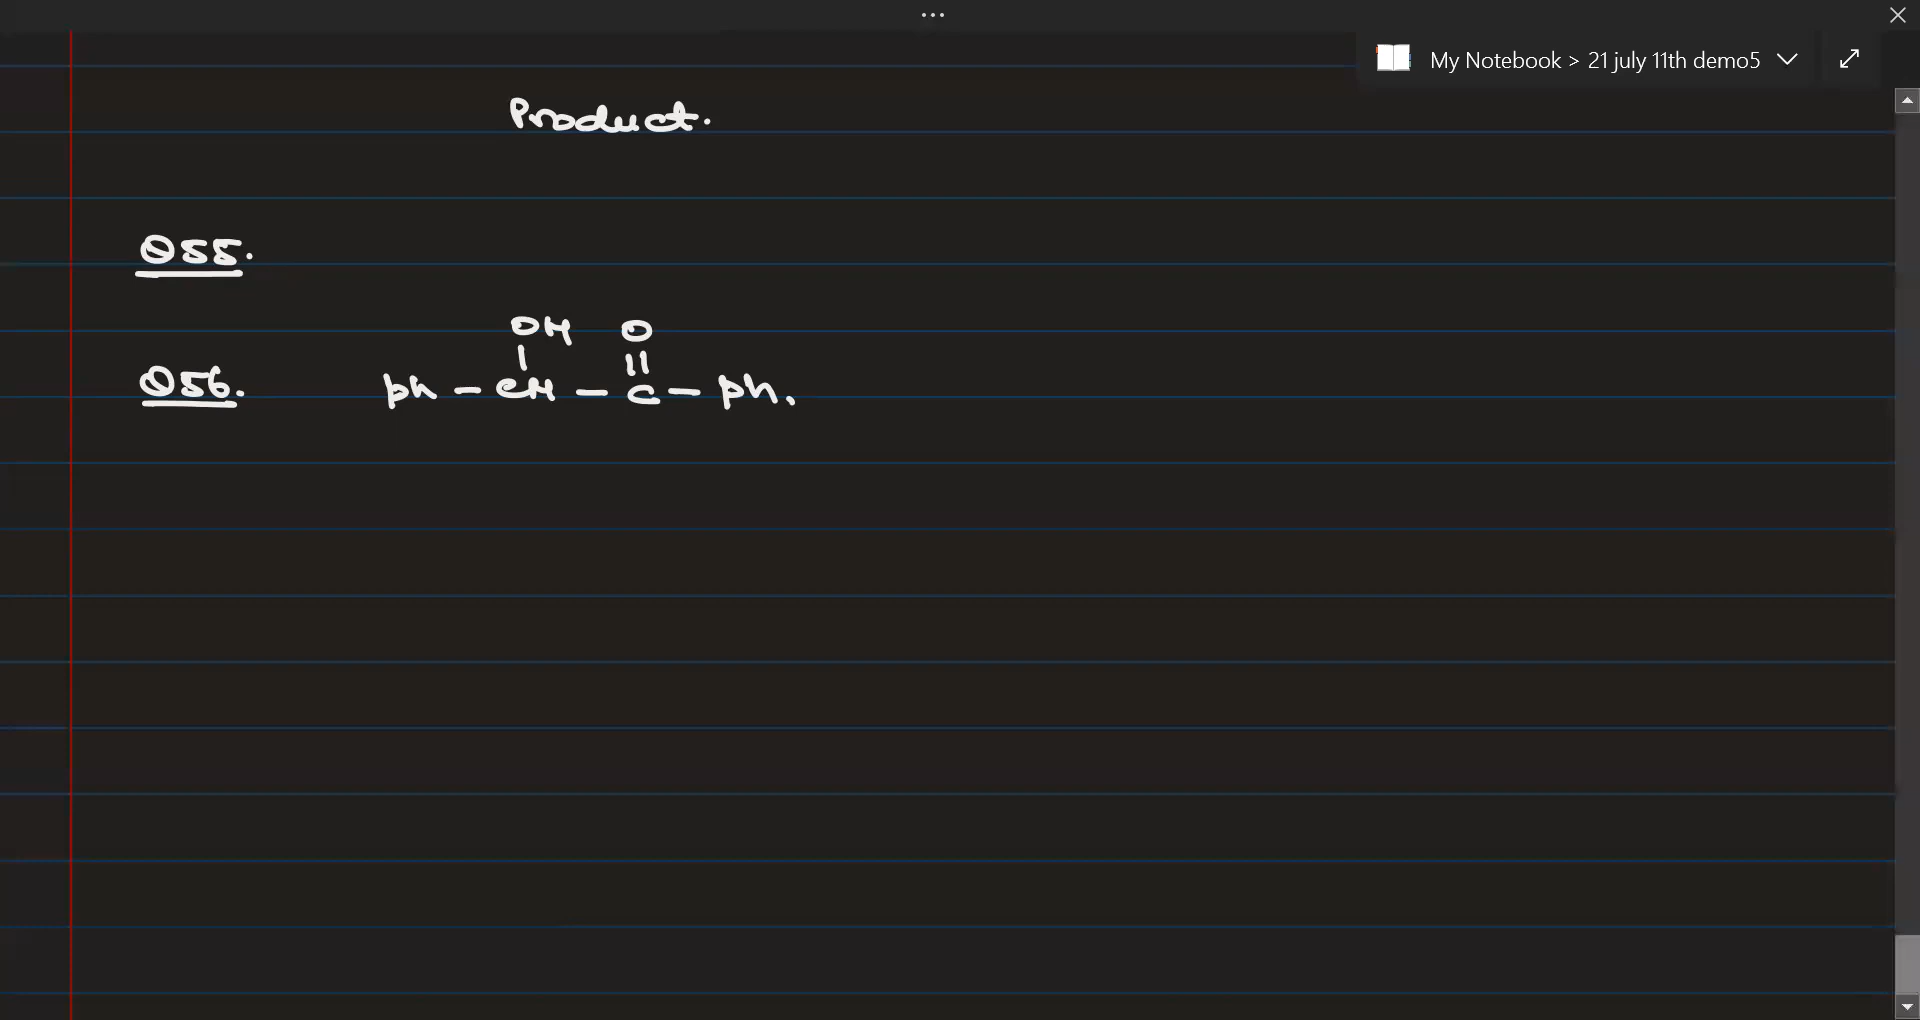 ...
My Notebook > 21 july 11th demo5
Product.
Q55.
OH O
Q56. ph - CH - C - ph.